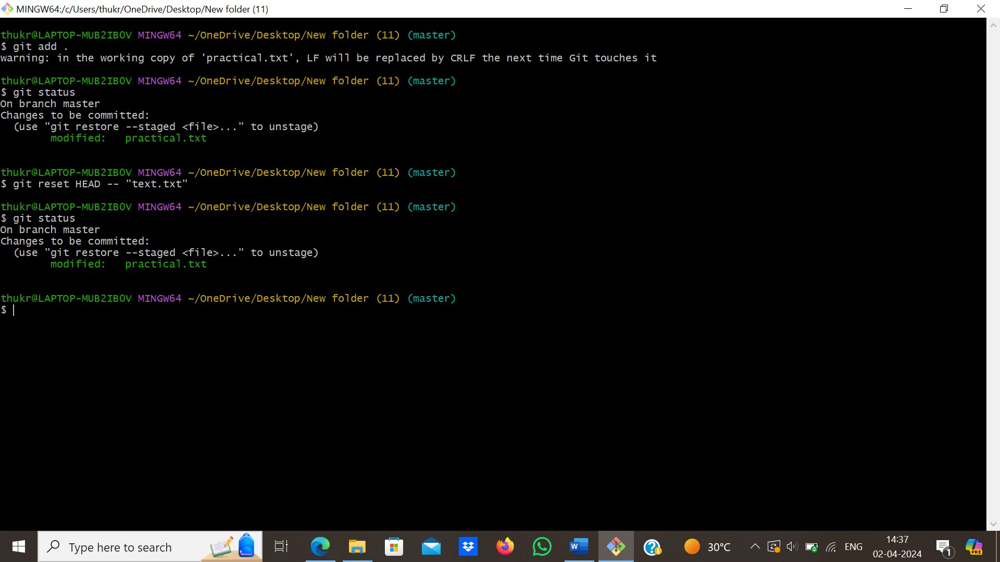 MINGW64:/c/Users/thukr/OneDrive/Desktop/New folder (11)
thukr@LAPTOP-MUB2IBOV MINGW64 ~/OneDrive/Desktop/New folder (11) (master)
$ git add .
warning: in the working copy of 'practical.txt', LF will be replaced by CRLF the next time Git touches it
thukr@LAPTOP-MUB2IBOV MINGW64 ~/OneDrive/Desktop/New folder (11) (master)
$ git status
On branch master
Changes to be committed:
  (use "git restore --staged <file>..." to unstage)
        modified:   practical.txt
thukr@LAPTOP-MUB2IBOV MINGW64 ~/OneDrive/Desktop/New folder (11) (master)
$ git reset HEAD -- "text.txt"
thukr@LAPTOP-MUB2IBOV MINGW64 ~/OneDrive/Desktop/New folder (11) (master)
$ git status
On branch master
Changes to be committed:
  (use "git restore --staged <file>..." to unstage)
        modified:   practical.txt
thukr@LAPTOP-MUB2IBOV MINGW64 ~/OneDrive/Desktop/New folder (11) (master)
$
Type here to search
W
30°C
ENG
14:37
02-04-2024
1
PRE